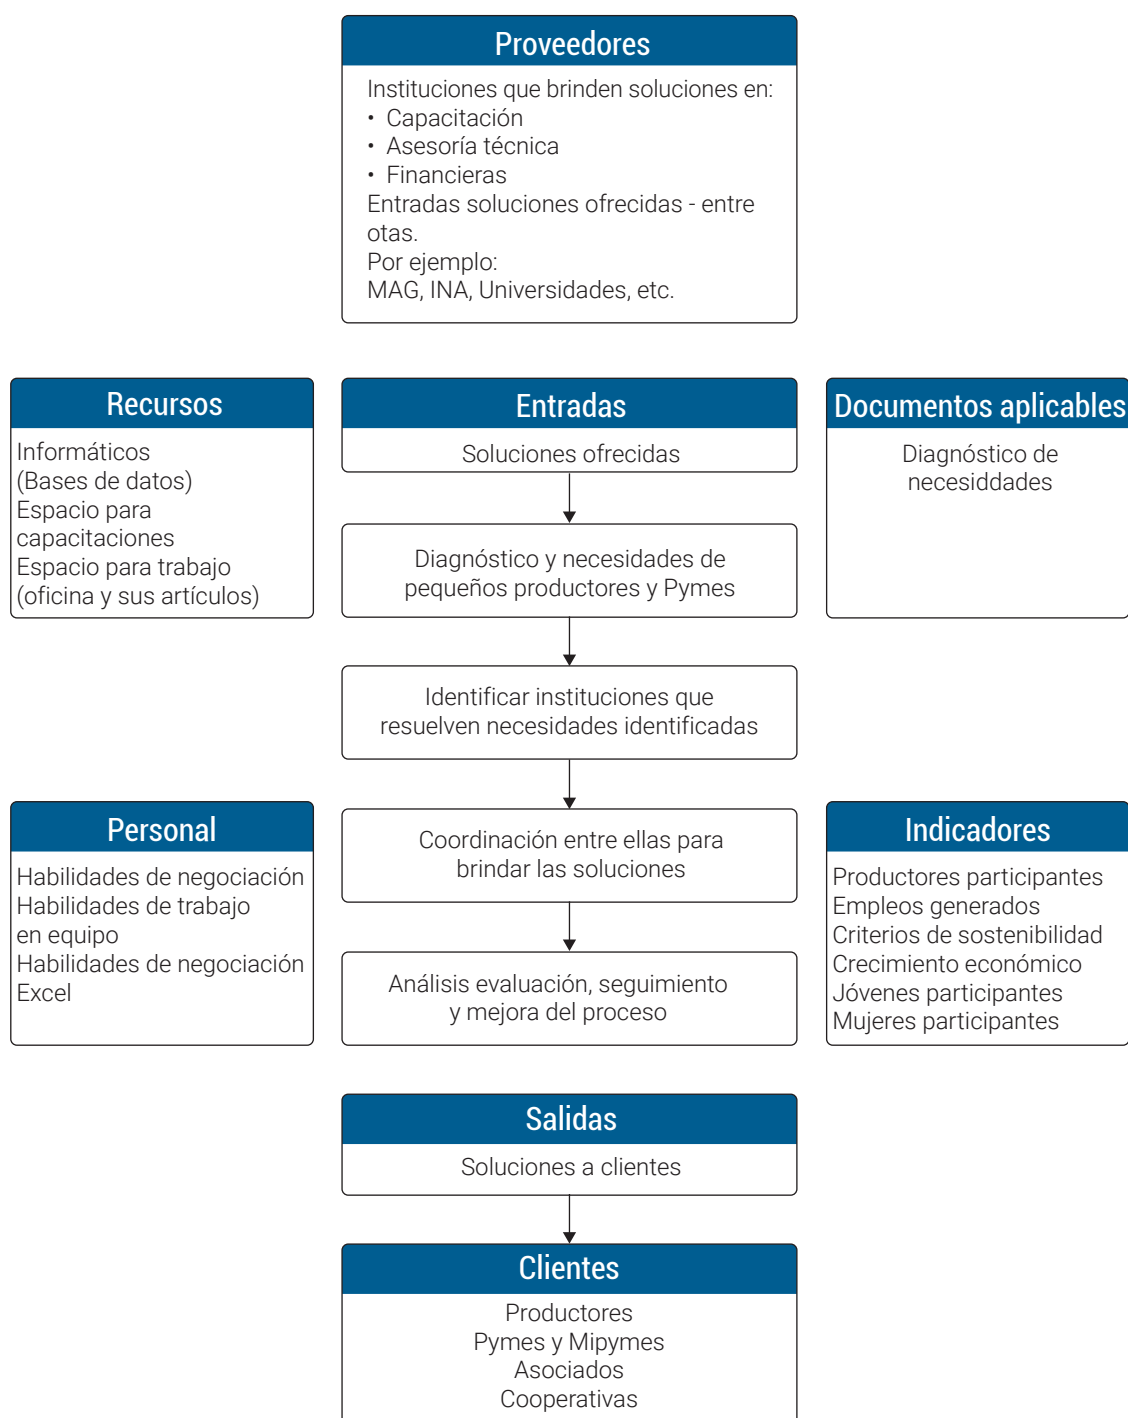 Proveedores
Instituciones que brinden soluciones en:
• Capacitación
• Asesoría técnica
• Financieras
Entradas soluciones ofrecidas - entre
otas.
Por ejemplo:
MAG, INA, Universidades, etc.
Recursos
Informáticos
(Bases de datos)
Espacio para
capacitaciones
Espacio para trabajo
(oficina y sus artículos)
Entradas
Soluciones ofrecidas
Diagnóstico y necesidades de
pequeños productores y Pymes
Identificar instituciones que
resuelven necesidades identificadas
Documentos aplicables
Diagnóstico de
necesiddades
Personal
Habilidades de negociación
Habilidades de trabajo
en equipo
Habilidades de negociación
Excel
Coordinación entre ellas para
brindar las soluciones
Análisis evaluación, seguimiento
y mejora del proceso
Indicadores
Productores participantes
Empleos generados
Criterios de sostenibilidad
Crecimiento económico
Jóvenes participantes
Mujeres participantes
Salidas
Soluciones a clientes
Clientes
Productores
Pymes y Mipymes
Asociados
Cooperativas